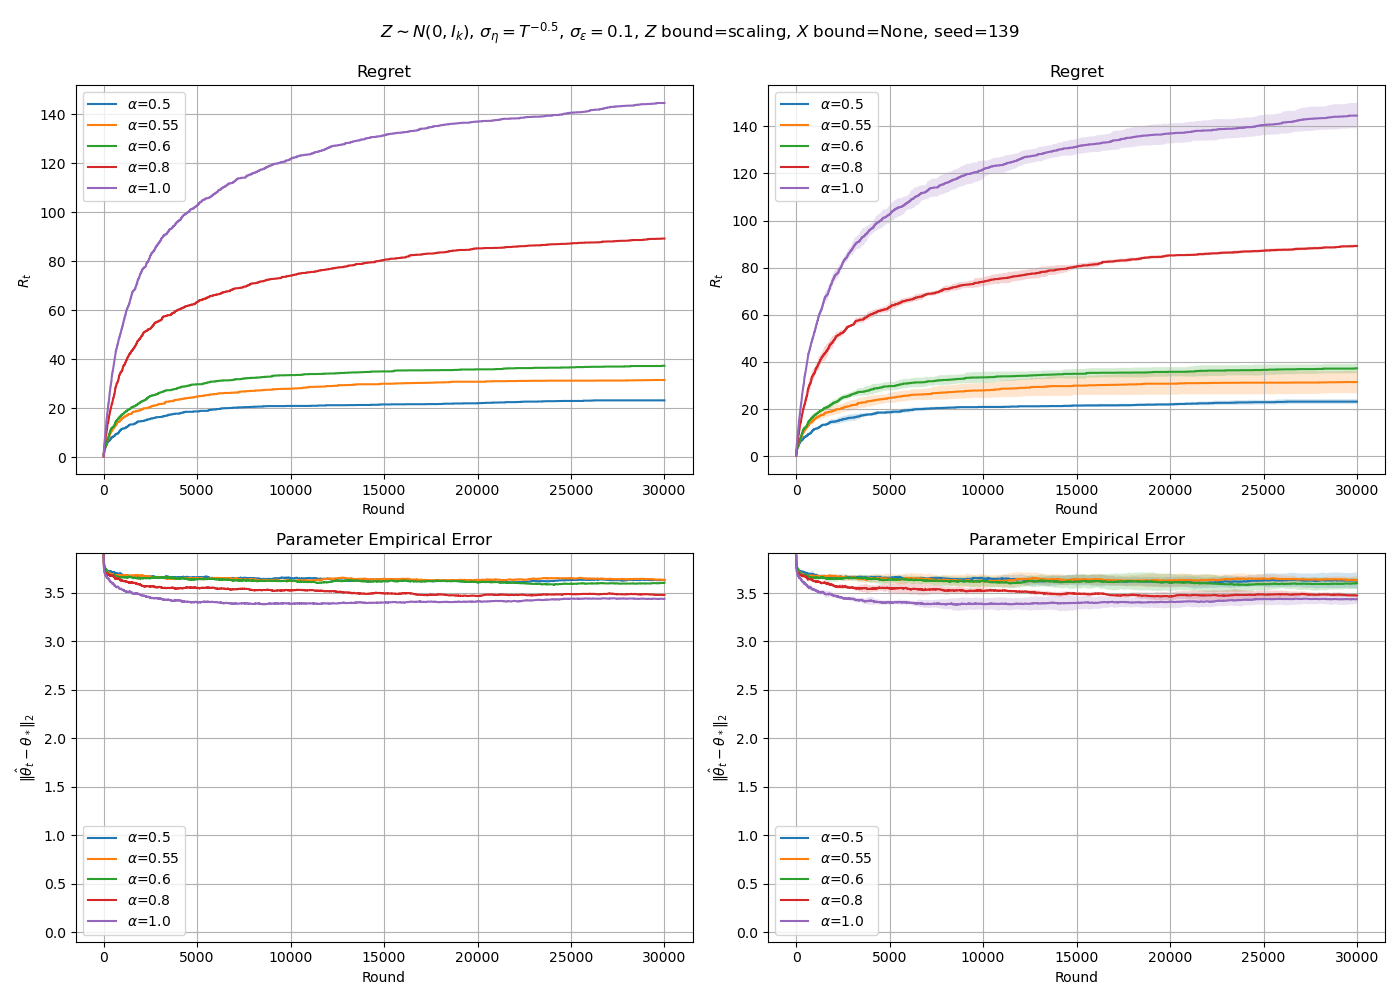 Z ∼ N(0, I_k), σ_η = T^{−0.5}, σ_ε = 0.1, Z bound=scaling, X bound=None, seed=139
Regret
α=0.5
α=0.55
α=0.6
α=0.8
α=1.0
140
120
100
80
60
40
20
0
R_t
0 5000 10000 15000 20000 25000 30000
Round
Regret
α=0.5
α=0.55
α=0.6
α=0.8
α=1.0
140
120
100
80
60
40
20
0
R_t
0 5000 10000 15000 20000 25000 30000
Round
Parameter Empirical Error
3.5
3.0
2.5
2.0
1.5
1.0
0.5
0.0
‖θ̂_t − θ_*‖_2
α=0.5
α=0.55
α=0.6
α=0.8
α=1.0
0 5000 10000 15000 20000 25000 30000
Round
Parameter Empirical Error
3.5
3.0
2.5
2.0
1.5
1.0
0.5
0.0
‖θ̂_t − θ_*‖_2
α=0.5
α=0.55
α=0.6
α=0.8
α=1.0
0 5000 10000 15000 20000 25000 30000
Round